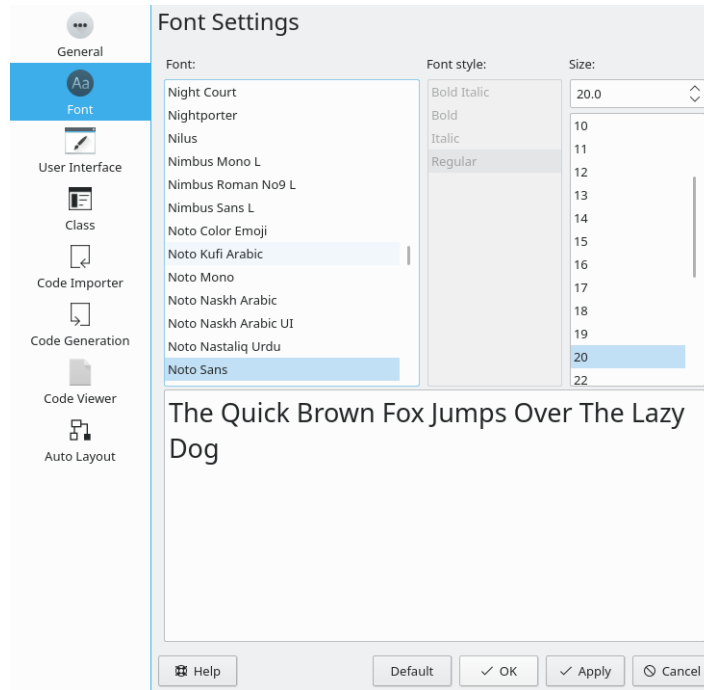 General
Font
User Interface
Class
Code Importer
Code Generation
Code Viewer
Auto Layout
Font Settings
Font:
Night Court
Nightporter
Nilus
Nimbus Mono L
Nimbus Roman No9 L
Nimbus Sans L
Noto Color Emoji
Noto Kufi Arabic
Noto Mono
Noto Naskh Arabic
Noto Naskh Arabic UI
Noto Nastaliq Urdu
Noto Sans
Font style:
Bold Italic
Bold
Italic
Regular
Size:
20.0
10
11
12
13
14
15
16
17
18
19
20
22
The Quick Brown Fox Jumps Over The Lazy
Dog
Help
Default
OK
Apply
Cancel